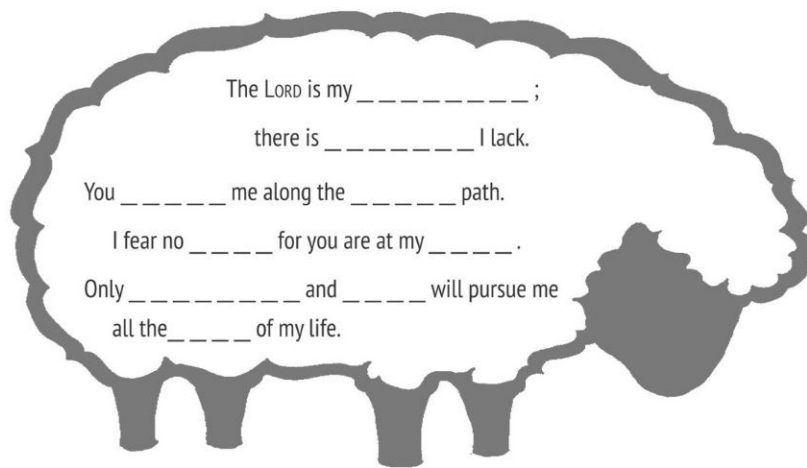 The LORD is my _ _ _ _ _ _ _ _ ;
there is _ _ _ _ _ _ _ I lack.
You _ _ _ _ _ me along the _ _ _ _ _ path.
I fear no _ _ _ _ for you are at my _ _ _ _ .
Only _ _ _ _ _ _ _ _ and _ _ _ _ will pursue me
all the_ _ _ _ of my life.